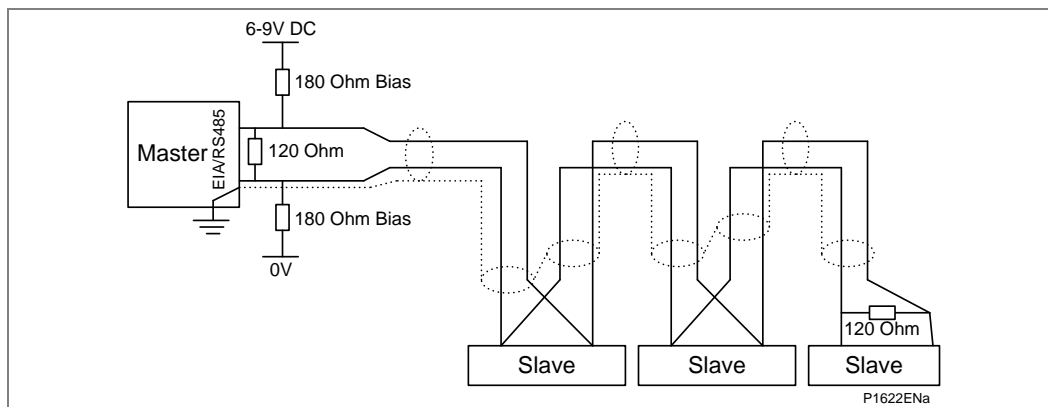 6-9V DC
180 Ohm Bias
Master
EIA/RS485
120 Ohm
180 Ohm Bias
0V
120 Ohm
Slave
Slave
Slave
P1622ENa